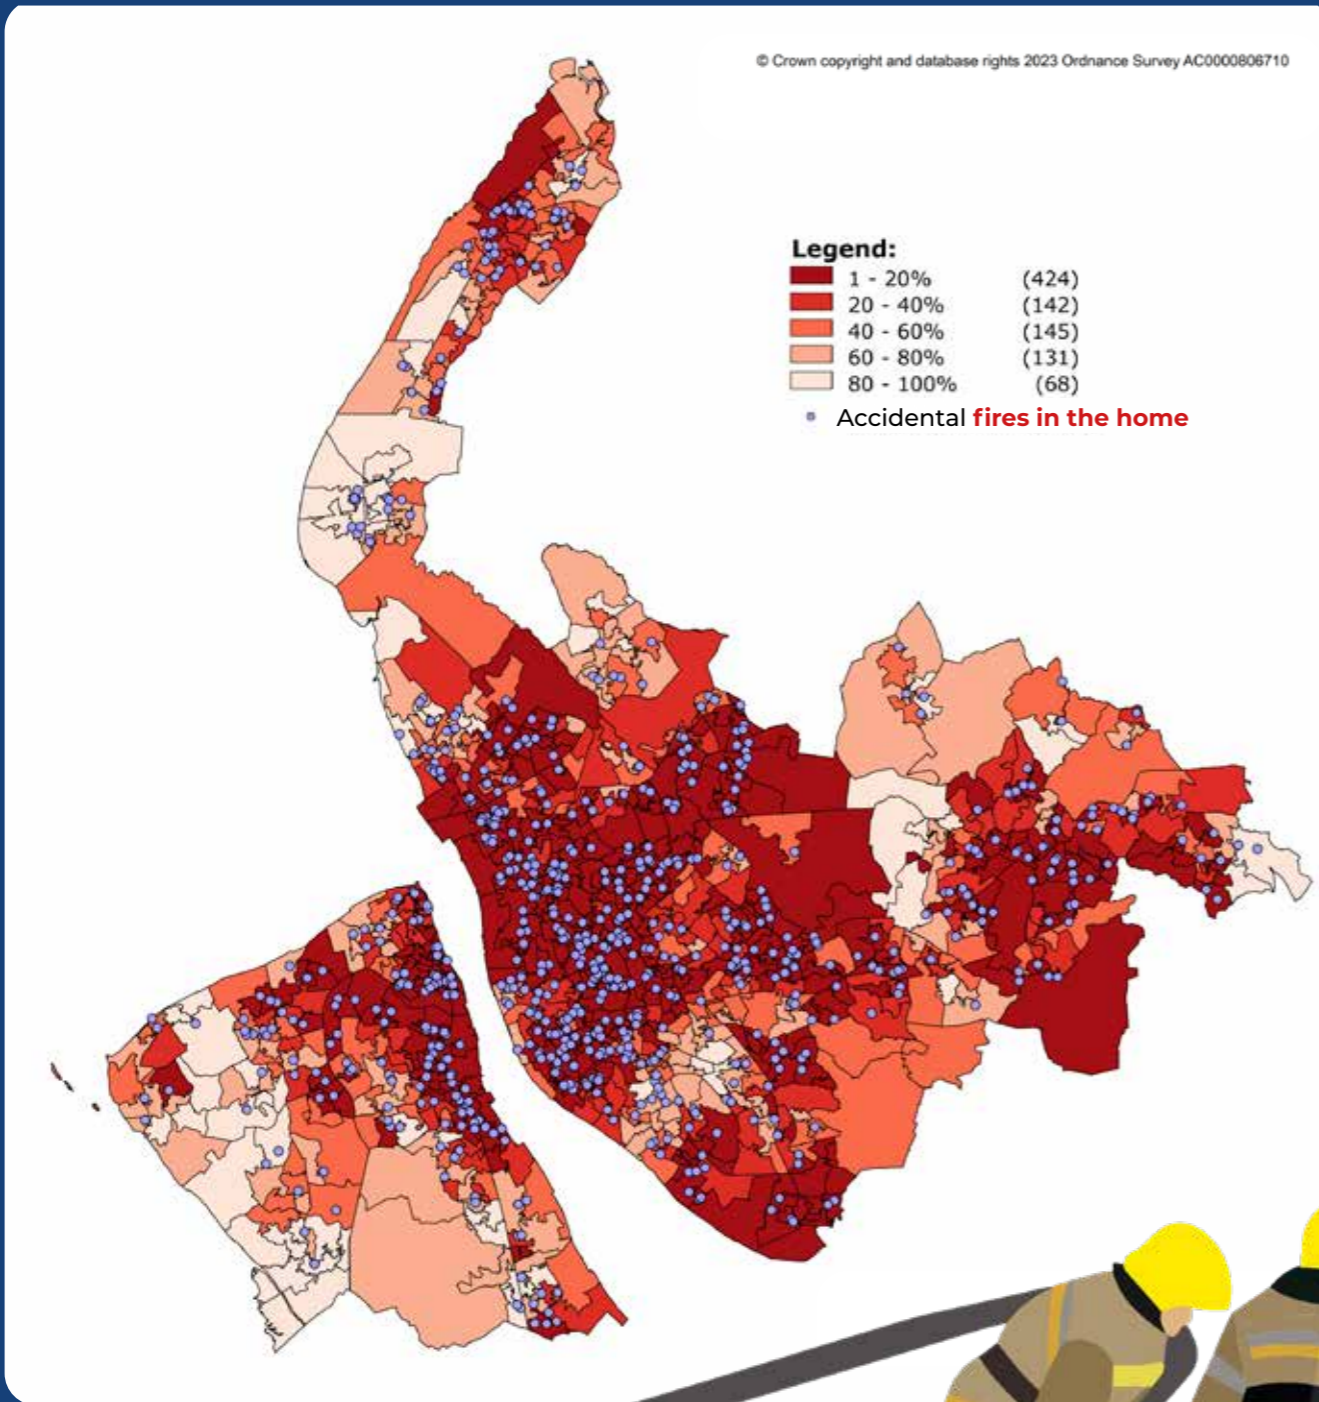 © Crown copyright and database rights 2023 Ordnance Survey AC0000806710
Legend:
1 - 20% (424)
20 - 40% (142)
40 - 60% (145)
60 - 80% (131)
80 - 100% (68)
Accidental fires in the home